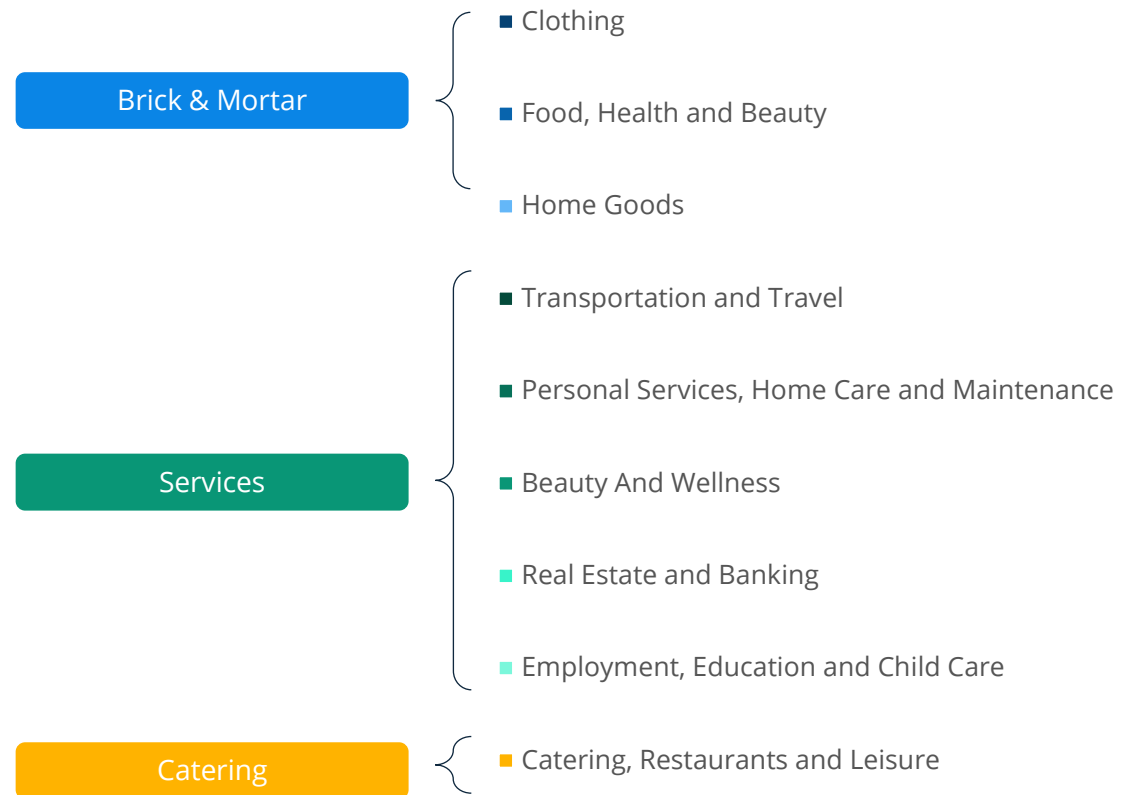 Brick & Mortar
Clothing
Food, Health and Beauty
Home Goods
Services
Transportation and Travel
Personal Services, Home Care and Maintenance
Beauty And Wellness
Real Estate and Banking
Employment, Education and Child Care
Catering
Catering, Restaurants and Leisure